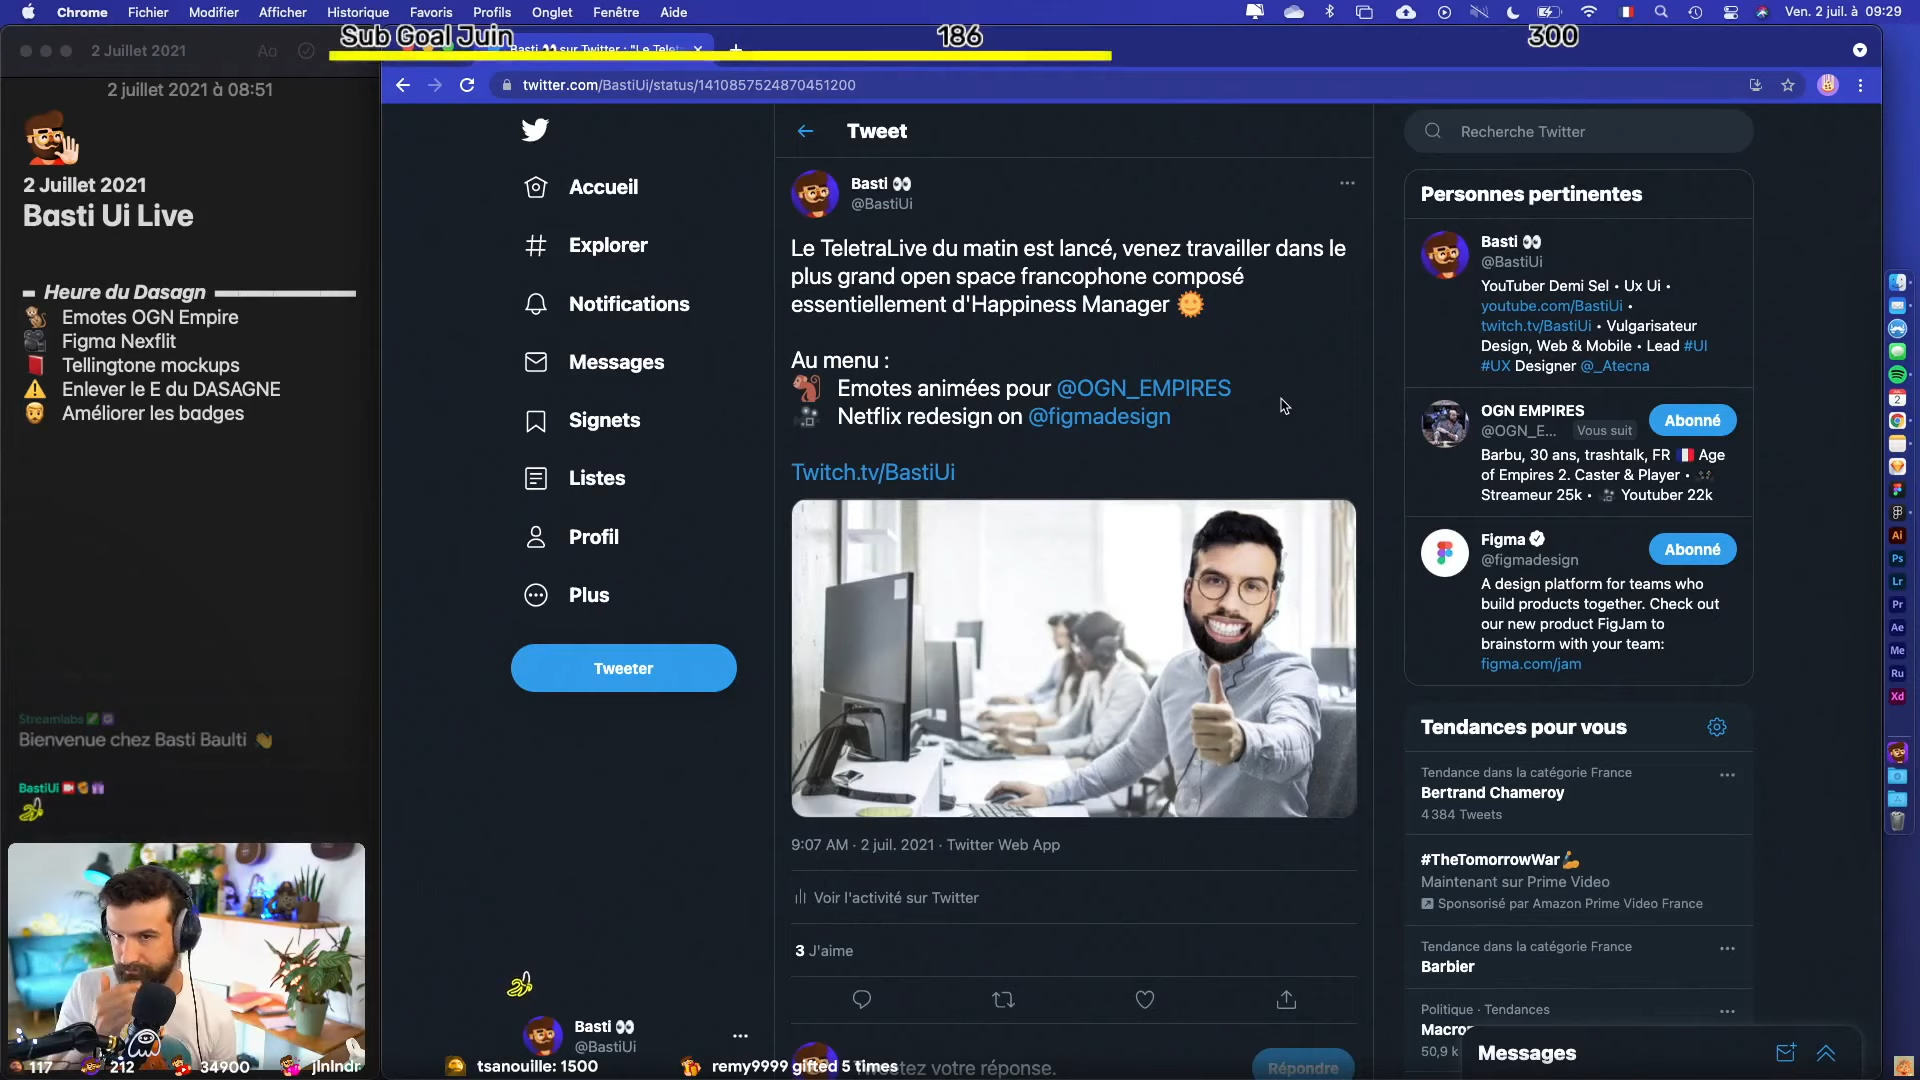 Chrome Fichier Modifier Afficher Historique Favoris Profils Onglet Fenêtre Aide
Ven. 2 juil. à 09:29
Sub Goal Juin 186 300
2 Juillet 2021
Aa
Basti 👀 sur Twitter : "Le Telet
twitter.com/BastiUi/status/1410857524870451200
2 juillet 2021 à 08:51
2 Juillet 2021
Basti Ui Live
Heure du Dasagn
🐒 Emotes OGN Empire
🎥 Figma Nexflit
📕 Tellingtone mockups
⚠️ Enlever le E du DASAGNE
Améliorer les badges
Streamlabs
Bienvenue chez Basti Baulti 👋
BastiUi
Accueil
Explorer
Notifications
Messages
Signets
Listes
Profil
Plus
Tweeter
Basti 👀
@BastiUi
Tweet
Basti 👀
@BastiUi
Le TeletraLive du matin est lancé, venez travailler dans le
plus grand open space francophone composé
essentiellement d'Happiness Manager 🌞
Au menu :
🐒 Emotes animées pour @OGN_EMPIRES
🎥 Netflix redesign on @figmadesign
Twitch.tv/BastiUi
9:07 AM · 2 juil. 2021 · Twitter Web App
Voir l'activité sur Twitter
3 J'aime
tez votre réponse.
Répondre
Recherche Twitter
Personnes pertinentes
Basti 👀
@BastiUi
YouTuber Demi Sel • Ux Ui •
youtube.com/BastiUi •
twitch.tv/BastiUi • Vulgarisateur
Design, Web & Mobile • Lead #UI
#UX Designer @_Atecna
OGN EMPIRES
@OGN_E... Vous suit
Abonné
Barbu, 30 ans, trashtalk, FR 🇫🇷 Age
of Empires 2. Caster & Player • ⚔️
Streameur 25k • 🎥 Youtuber 22k
Figma
@figmadesign
Abonné
A design platform for teams who
build products together. Check out
our new product FigJam to
brainstorm with your team:
figma.com/jam
Tendances pour vous
Tendance dans la catégorie France
Bertrand Chameroy
4 384 Tweets
#TheTomorrowWar
Maintenant sur Prime Video
Sponsorisé par Amazon Prime Video France
Tendance dans la catégorie France
Barbier
Politique · Tendances
Macron
50,9 k
Messages
2
Ai
Ps
Lr
Pr
Ae
Me
Ru
Xd
117 212 34900 jlnlndr tsanouille: 1500 remy9999 gifted 5 times